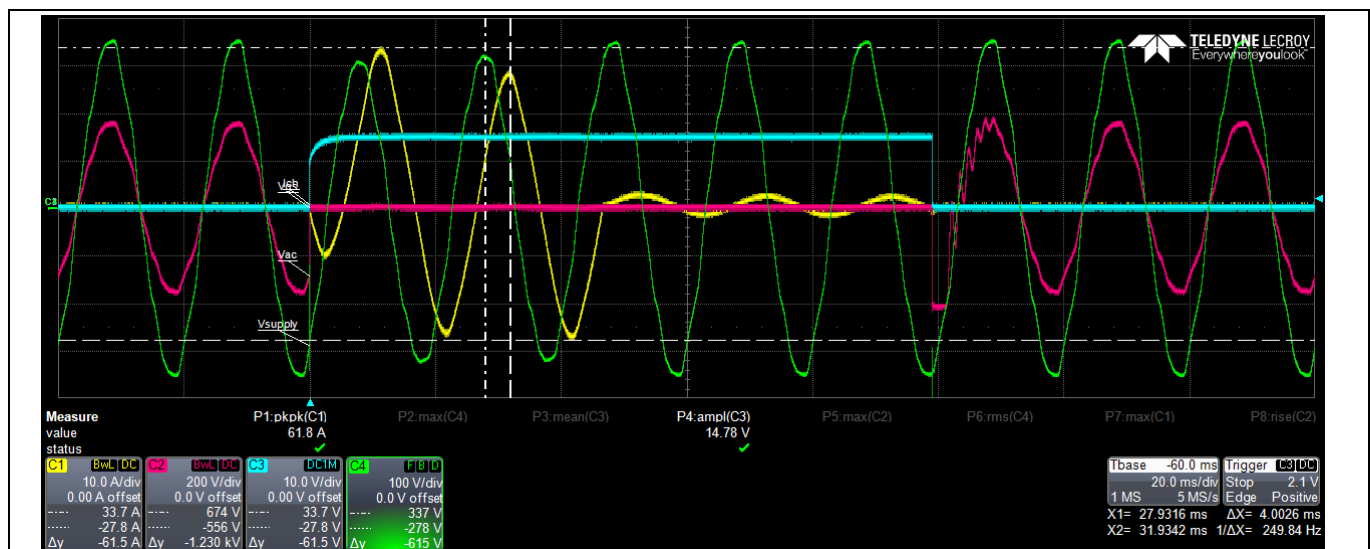 TELEDYNE LECROY
Everywhereyoulook
C3
Vac
Vsupply
Measure P1:pkpk(C1) P2:max(C4) P3:mean(C3) P4:ampl(C3) P5:max(C2) P6:rms(C4) P7:max(C1) P8:rise(C2)
value 61.8 A 14.78 V
status
C1 BwL DC C2 BwL DC C3 DC1M C4 F B D Tbase -60.0 ms Trigger C3 DC
10.0 A/div 200 V/div 10.0 V/div 100 V/div 20.0 ms/div Stop 2.1 V
0.00 A offset 0.0 V offset 0.00 V offset 0.0 V offset 1 MS 5 MS/s Edge Positive
33.7 A 674 V 33.7 V 337 V X1= 27.9316 ms ΔX= 4.0026 ms
-27.8 A -556 V -27.8 V -278 V X2= 31.9342 ms 1/ΔX= 249.84 Hz
Δy -61.5 A Δy -1.230 kV Δy -61.5 V Δy -615 V